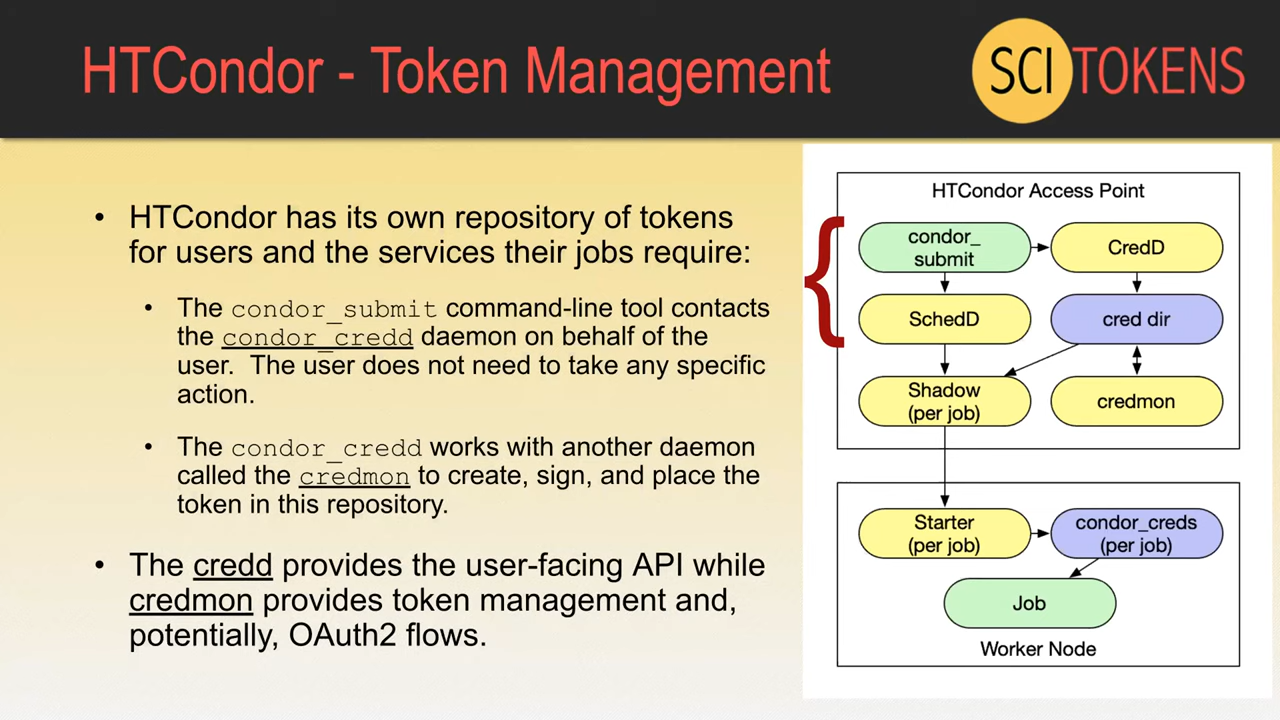 HTCondor - Token Management
SCITOKENS
• HTCondor has its own repository of tokens
for users and the services their jobs require:
• The condor_submit command-line tool contacts
the condor_credd daemon on behalf of the
user.  The user does not need to take any specific
action.
• The condor_credd works with another daemon
called the credmon to create, sign, and place the
token in this repository.
• The credd provides the user-facing API while
credmon provides token management and,
potentially, OAuth2 flows.
HTCondor Access Point
condor_
submit
CredD
SchedD
cred dir
Shadow
(per job)
credmon
Starter
(per job)
condor_creds
(per job)
Job
Worker Node